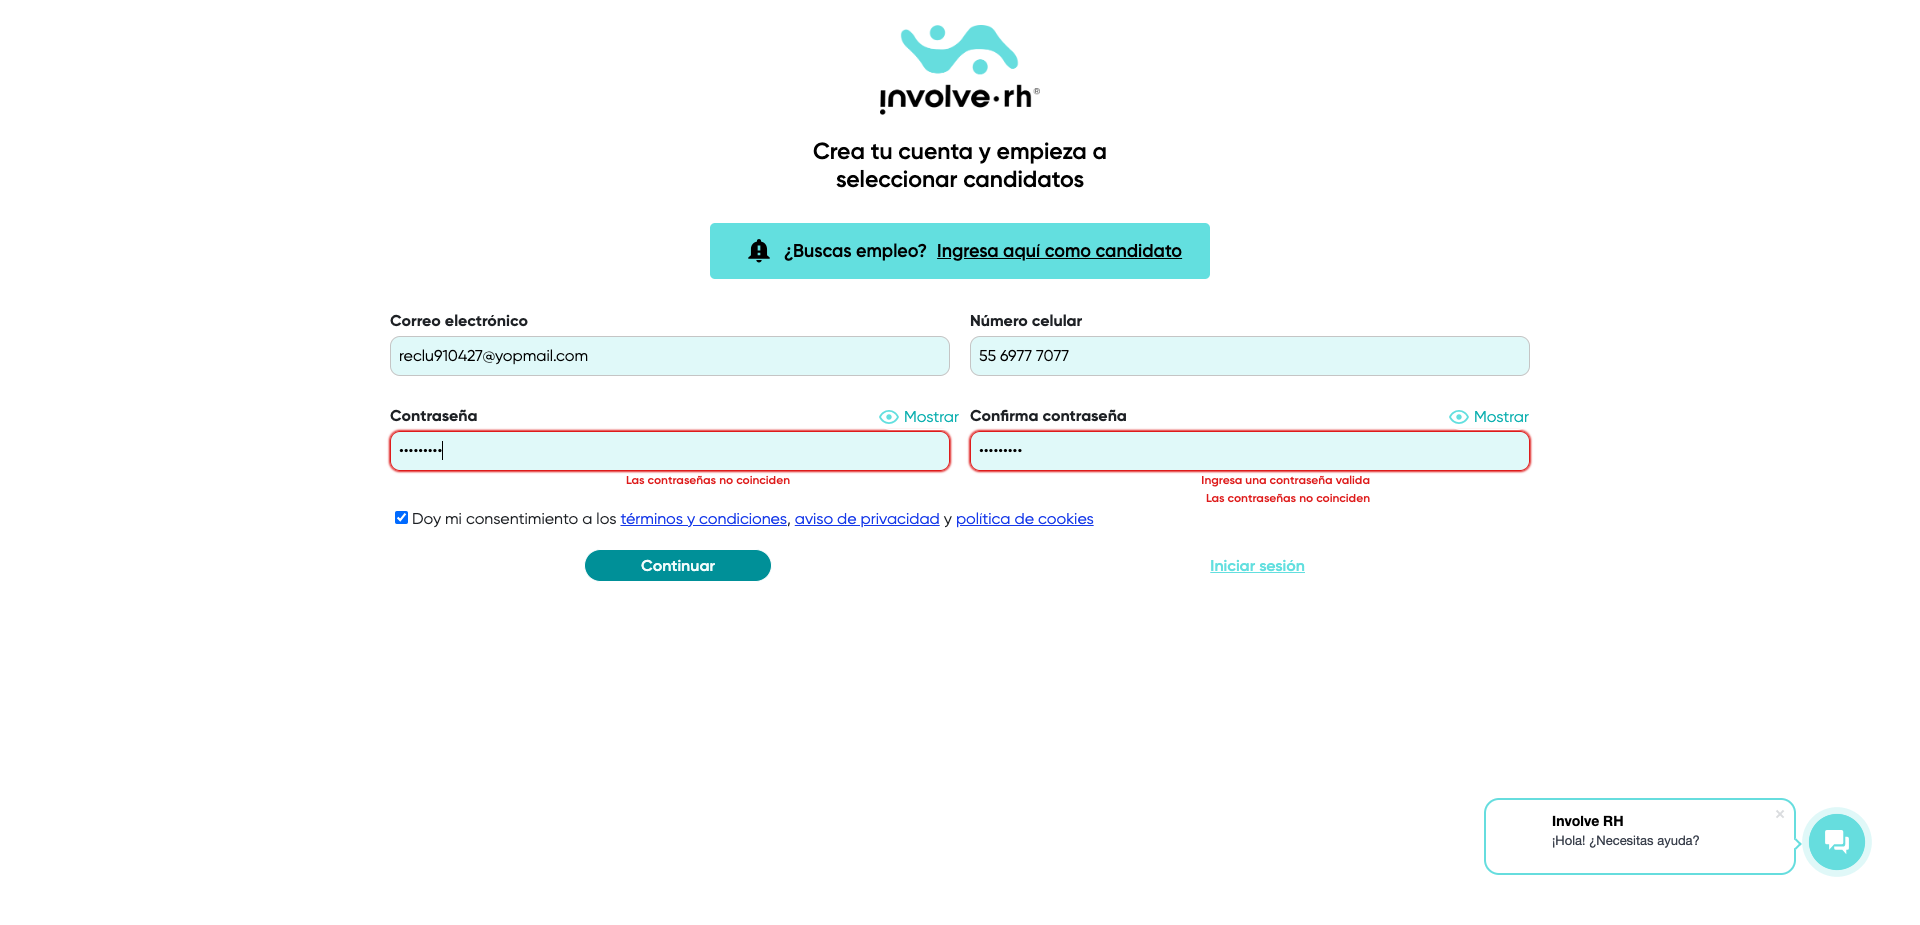 involve·rh®
Crea tu cuenta y empieza a
seleccionar candidatos
¿Buscas empleo? Ingresa aquí como candidato
Correo electrónico
reclu910427@yopmail.com
Número celular
55 6977 7077
Contraseña
Mostrar
•••••••••
Las contraseñas no coinciden
Confirma contraseña
Mostrar
•••••••••
Ingresa una contraseña valida
Las contraseñas no coinciden
Doy mi consentimiento a los términos y condiciones, aviso de privacidad y política de cookies
Continuar
Iniciar sesión
Involve RH
¡Hola! ¿Necesitas ayuda?